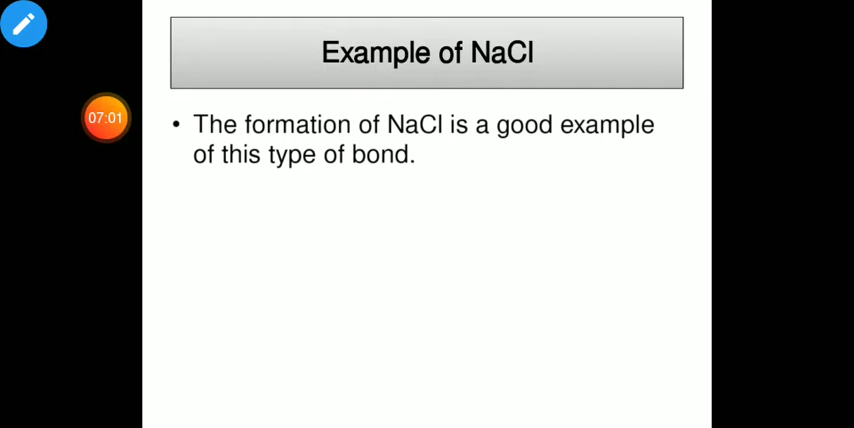 Example of NaCl
07:01
• The formation of NaCl is a good example
of this type of bond.